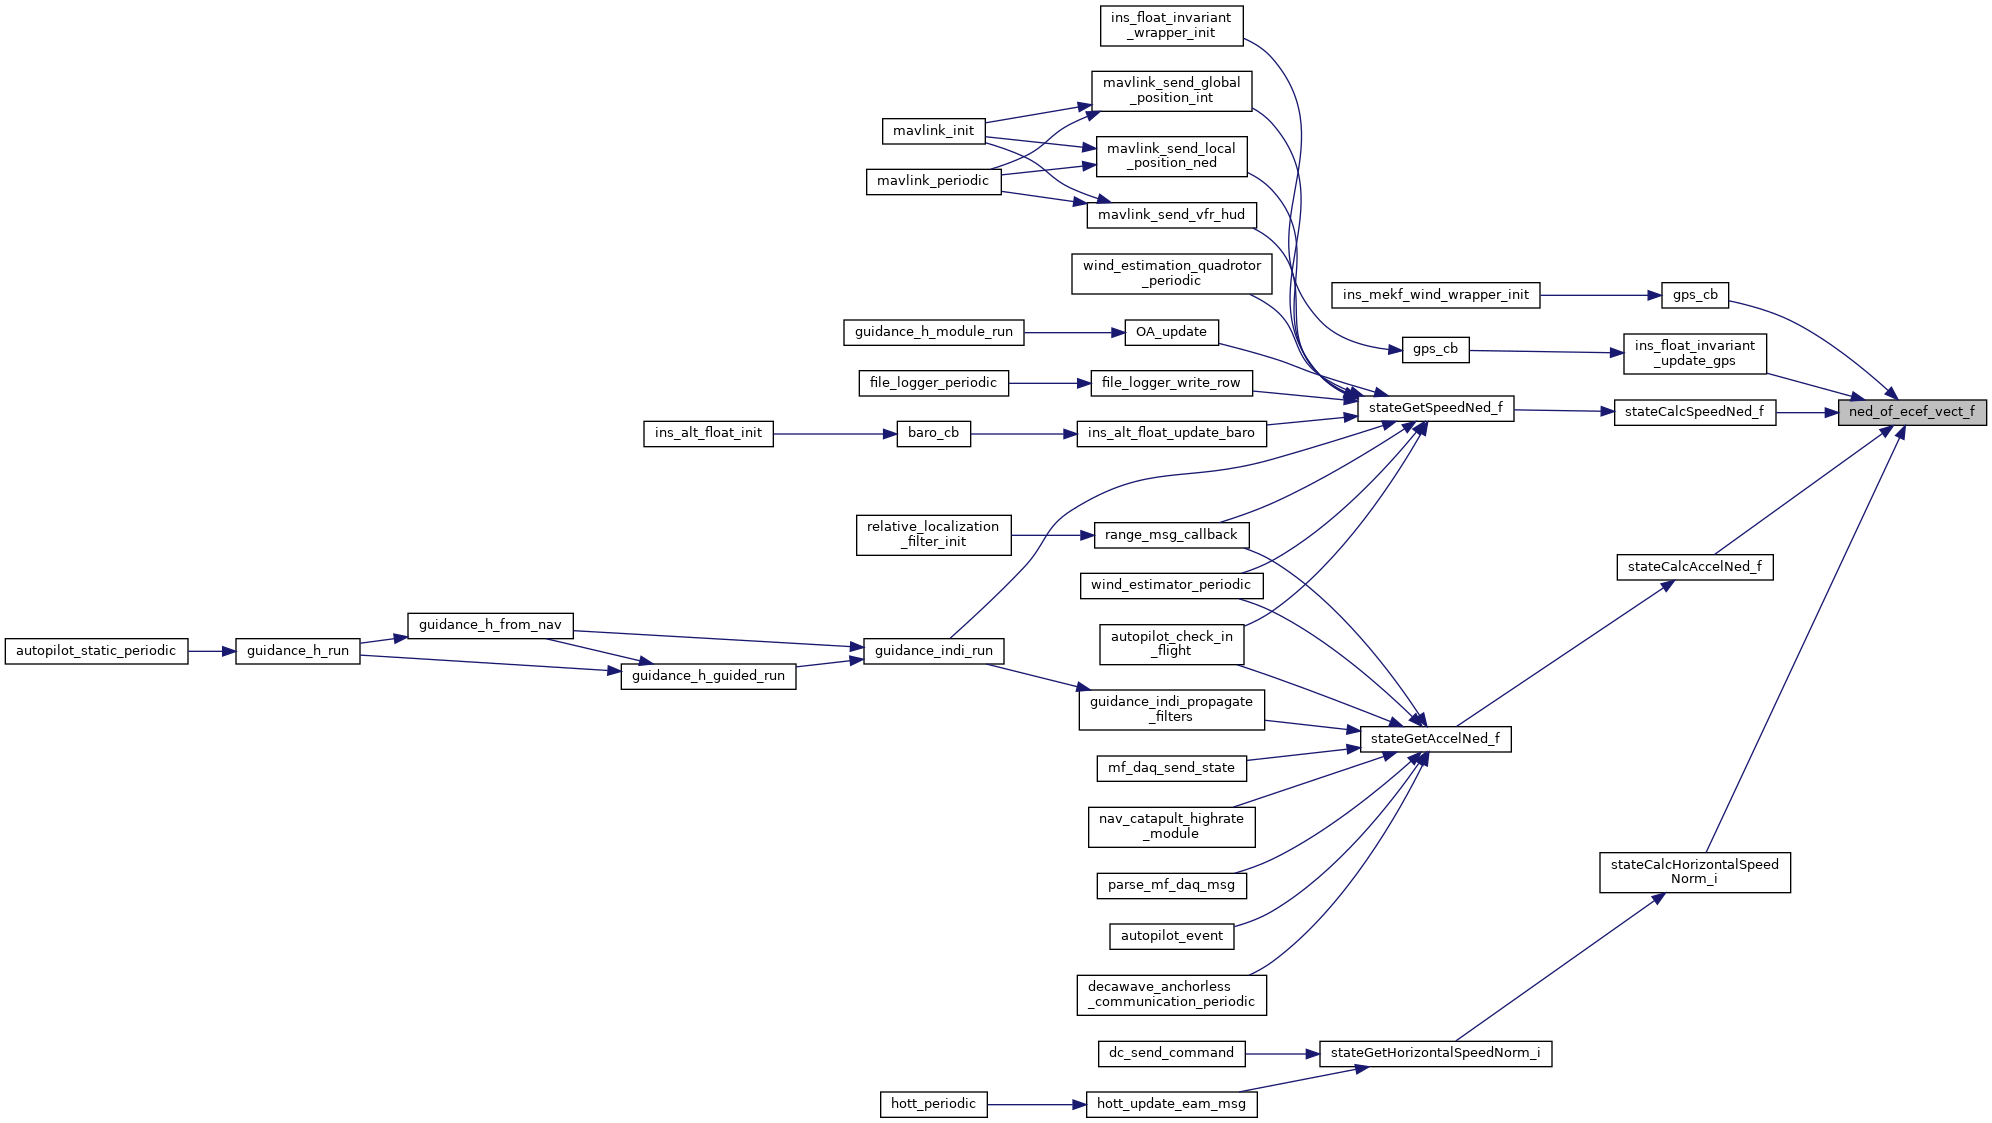 ins_float_invariant
_wrapper_init
mavlink_send_global
_position_int
mavlink_init
mavlink_send_local
_position_ned
mavlink_periodic
mavlink_send_vfr_hud
wind_estimation_quadrotor
_periodic
ins_mekf_wind_wrapper_init
gps_cb
guidance_h_module_run
OA_update
gps_cb
ins_float_invariant
_update_gps
file_logger_periodic
file_logger_write_row
stateGetSpeedNed_f
stateCalcSpeedNed_f
ned_of_ecef_vect_f
ins_alt_float_init
baro_cb
ins_alt_float_update_baro
relative_localization
_filter_init
range_msg_callback
stateCalcAccelNed_f
wind_estimator_periodic
autopilot_static_periodic
guidance_h_run
guidance_h_from_nav
guidance_h_guided_run
guidance_indi_run
autopilot_check_in
_flight
guidance_indi_propagate
_filters
stateGetAccelNed_f
mf_daq_send_state
nav_catapult_highrate
_module
parse_mf_daq_msg
stateCalcHorizontalSpeed
Norm_i
autopilot_event
decawave_anchorless
_communication_periodic
dc_send_command
stateGetHorizontalSpeedNorm_i
hott_periodic
hott_update_eam_msg